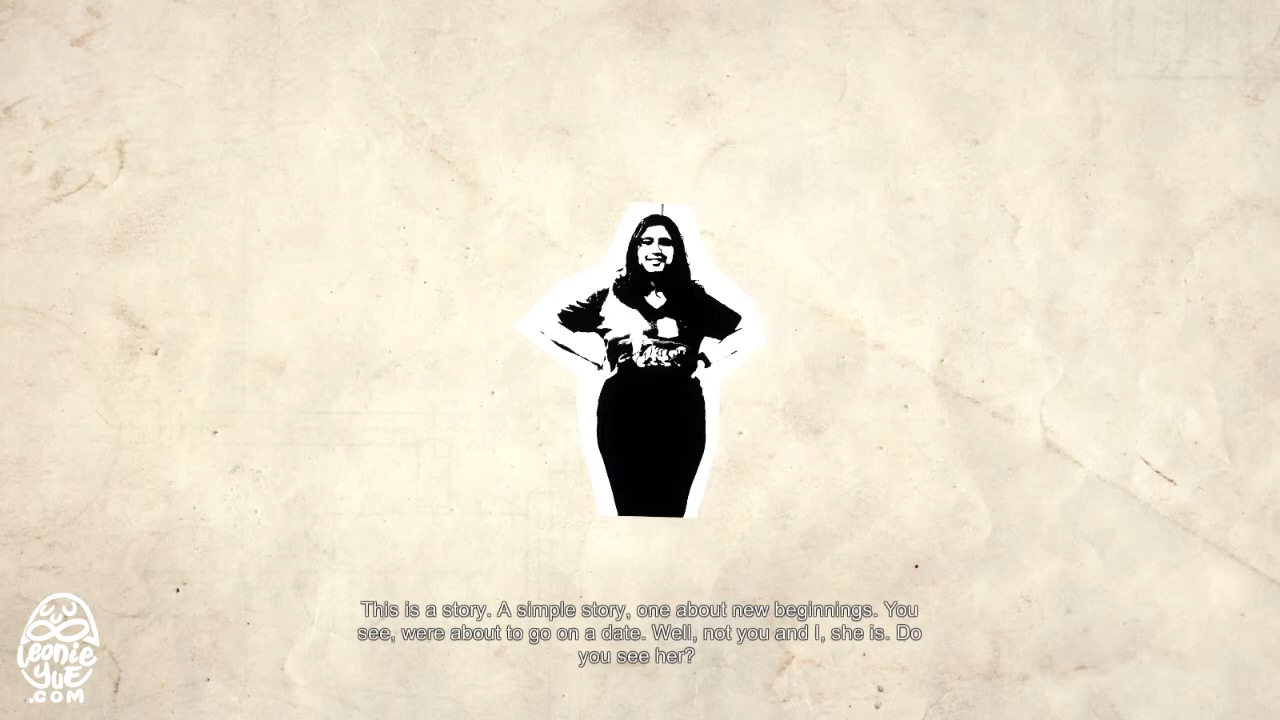 This is a story. A simple story, one about new beginnings. You
see, were about to go on a date. Well, not you and I, she is. Do
you see her?
leonie
yuE
.COM